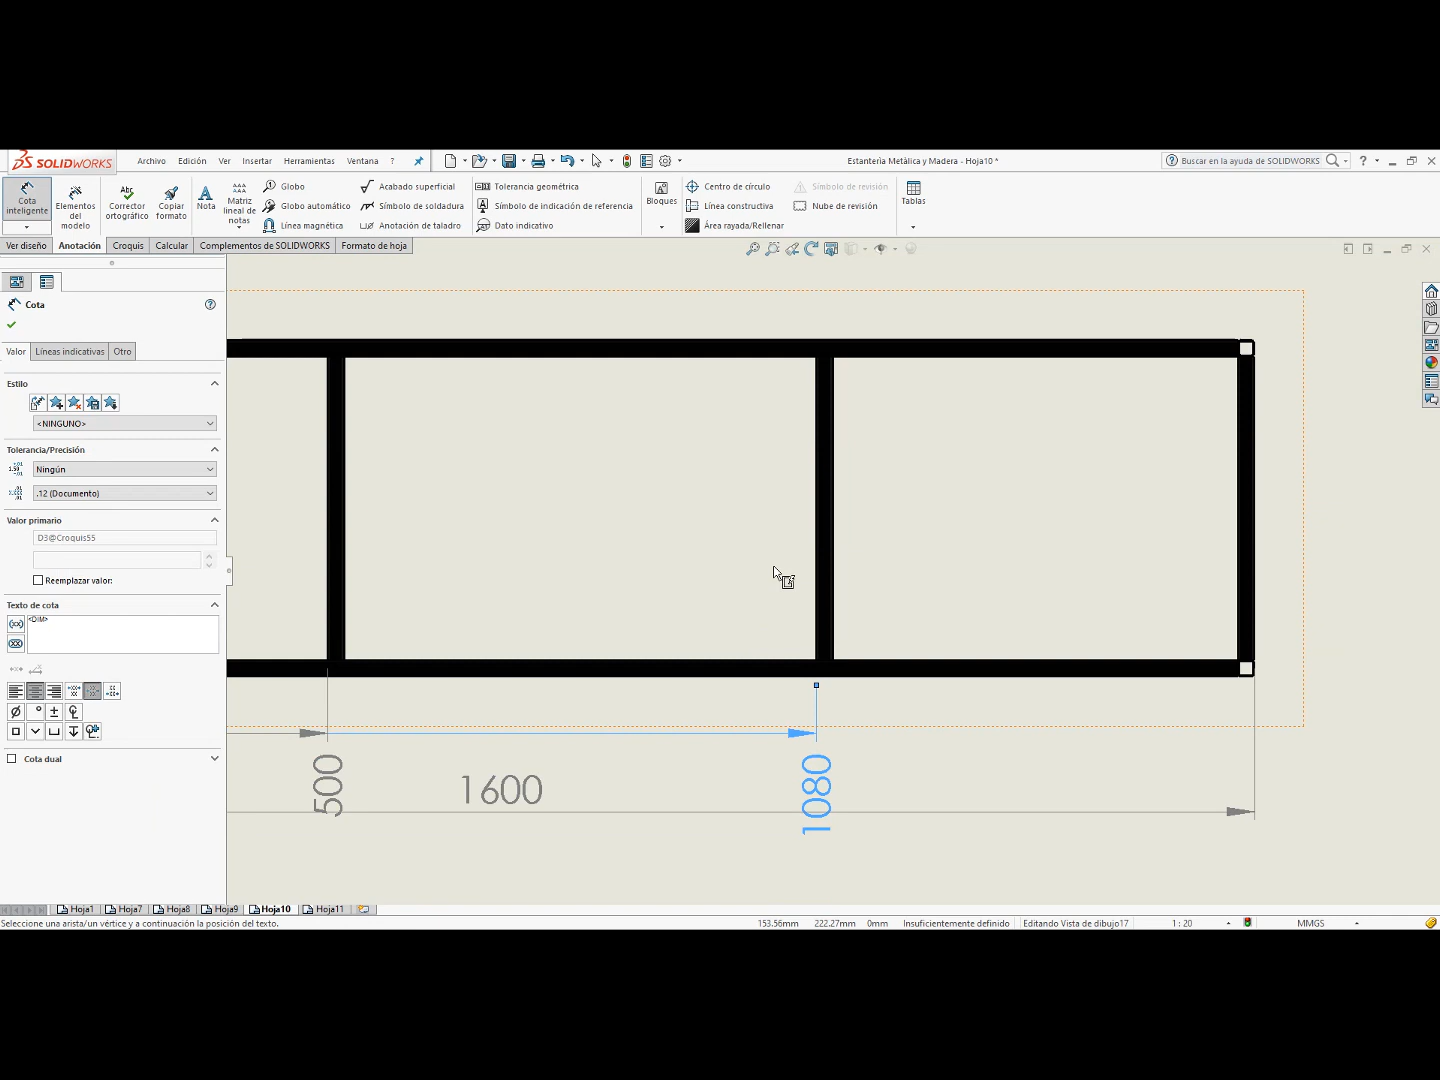 SOLIDWORKS
Archivo Edición Ver Insertar Herramientas Ventana ?
Estanterìa Metàlica y Madera - Hoja10 *
Buscar en la ayuda de SOLIDWORKS
Cota inteligente
Elementos del modelo
Corrector ortográfico
Copiar formato
Nota
Matriz lineal de notas
Globo
Globo automático
Línea magnética
Acabado superficial
Símbolo de soldadura
Anotación de taladro
Tolerancia geométrica
Símbolo de indicación de referencia
Dato indicativo
Bloques
Centro de círculo
Línea constructiva
Área rayada/Rellenar
Símbolo de revisión
Nube de revisión
Tablas
Ver diseño Anotación Croquis Calcular Complementos de SOLIDWORKS Formato de hoja
Cota
Valor Líneas indicativas Otro
Estilo
<NINGUNO>
Tolerancia/Precisión
Ningún
.12 (Documento)
Valor primario
D3@Croquis55
Reemplazar valor:
Texto de cota
<DIM>
Cota dual
500
1600
1080
Hoja1 Hoja7 Hoja8 Hoja9 Hoja10 Hoja11
Seleccione una arista/un vértice y a continuación la posición del texto.
153.56mm 222.27mm 0mm Insuficientemente definido Editando Vista de dibujo17 1 : 20 MMGS